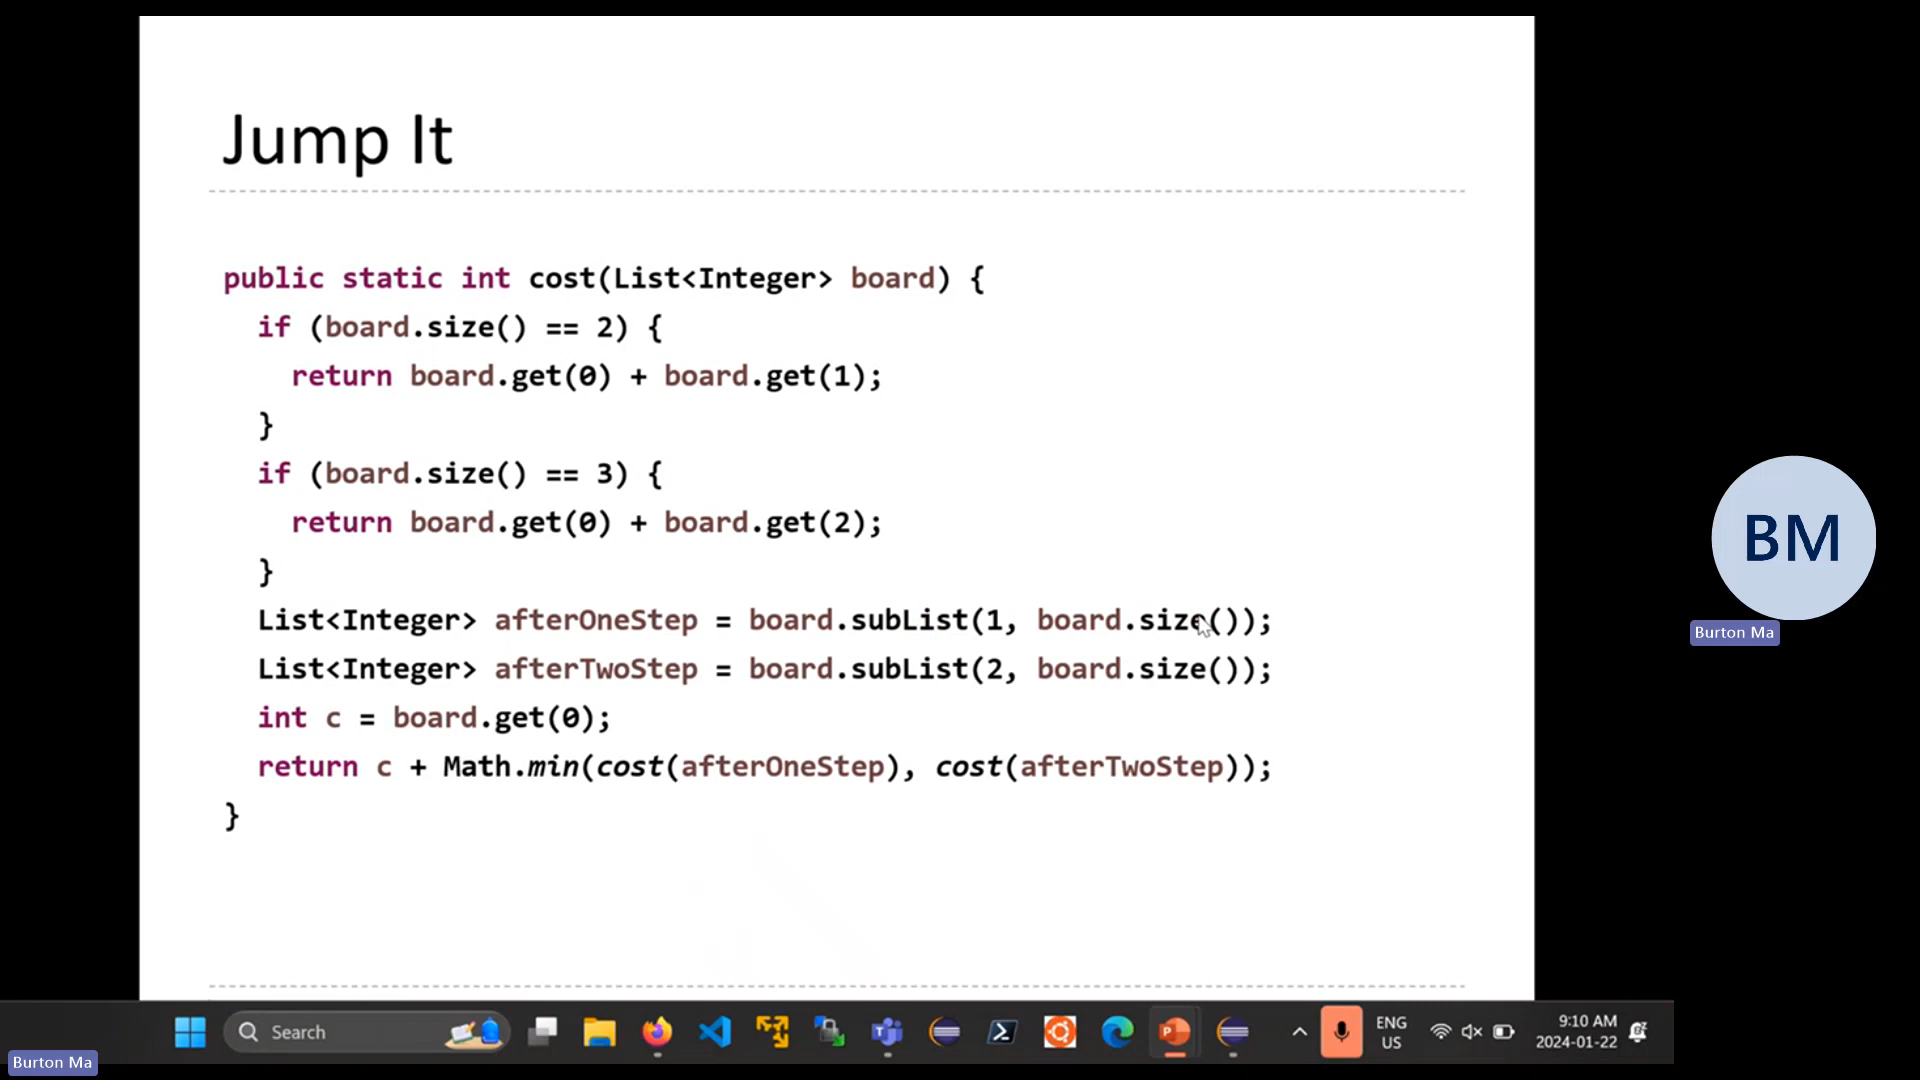 Jump It
public static int cost(List<Integer> board) {
if (board.size() == 2) {
return board.get(0) + board.get(1);
}
if (board.size() == 3) {
return board.get(0) + board.get(2);
}
List<Integer> afterOneStep = board.subList(1, board.size());
List<Integer> afterTwoStep = board.subList(2, board.size());
int c = board.get(0);
return c + Math.min(cost(afterOneStep), cost(afterTwoStep));
}
BM
Burton Ma
Search
ENG
US
9:10 AM
2024-01-22
Burton Ma